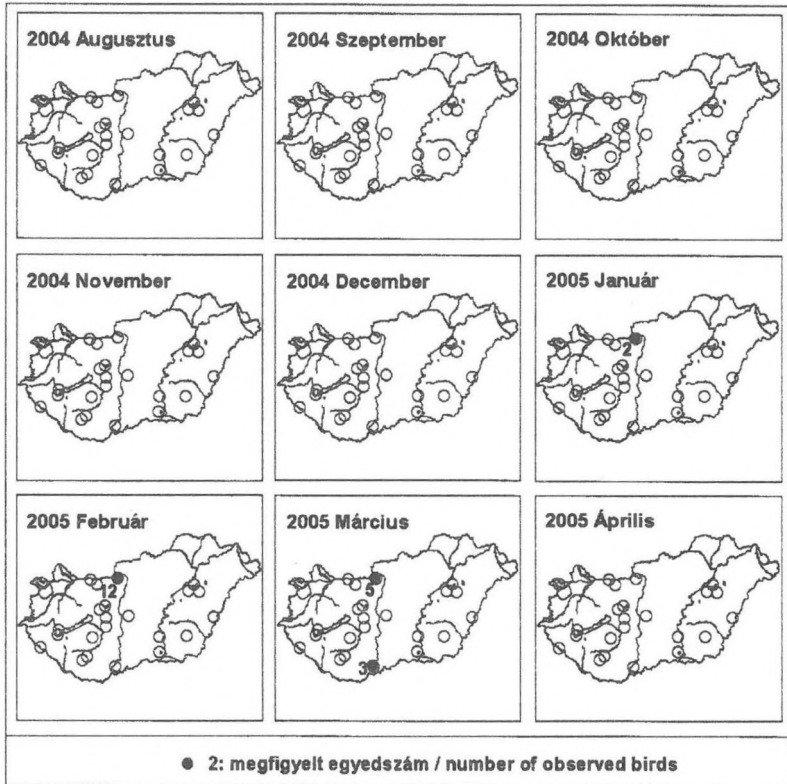 2004 Augusztus
2004 Szeptember
2004 Október
2004 November
2004 December
2005 Január
2
2005 Február
12
2005 Március
5
3
2005 Április
● 2: megfigyelt egyedszám / number of observed birds